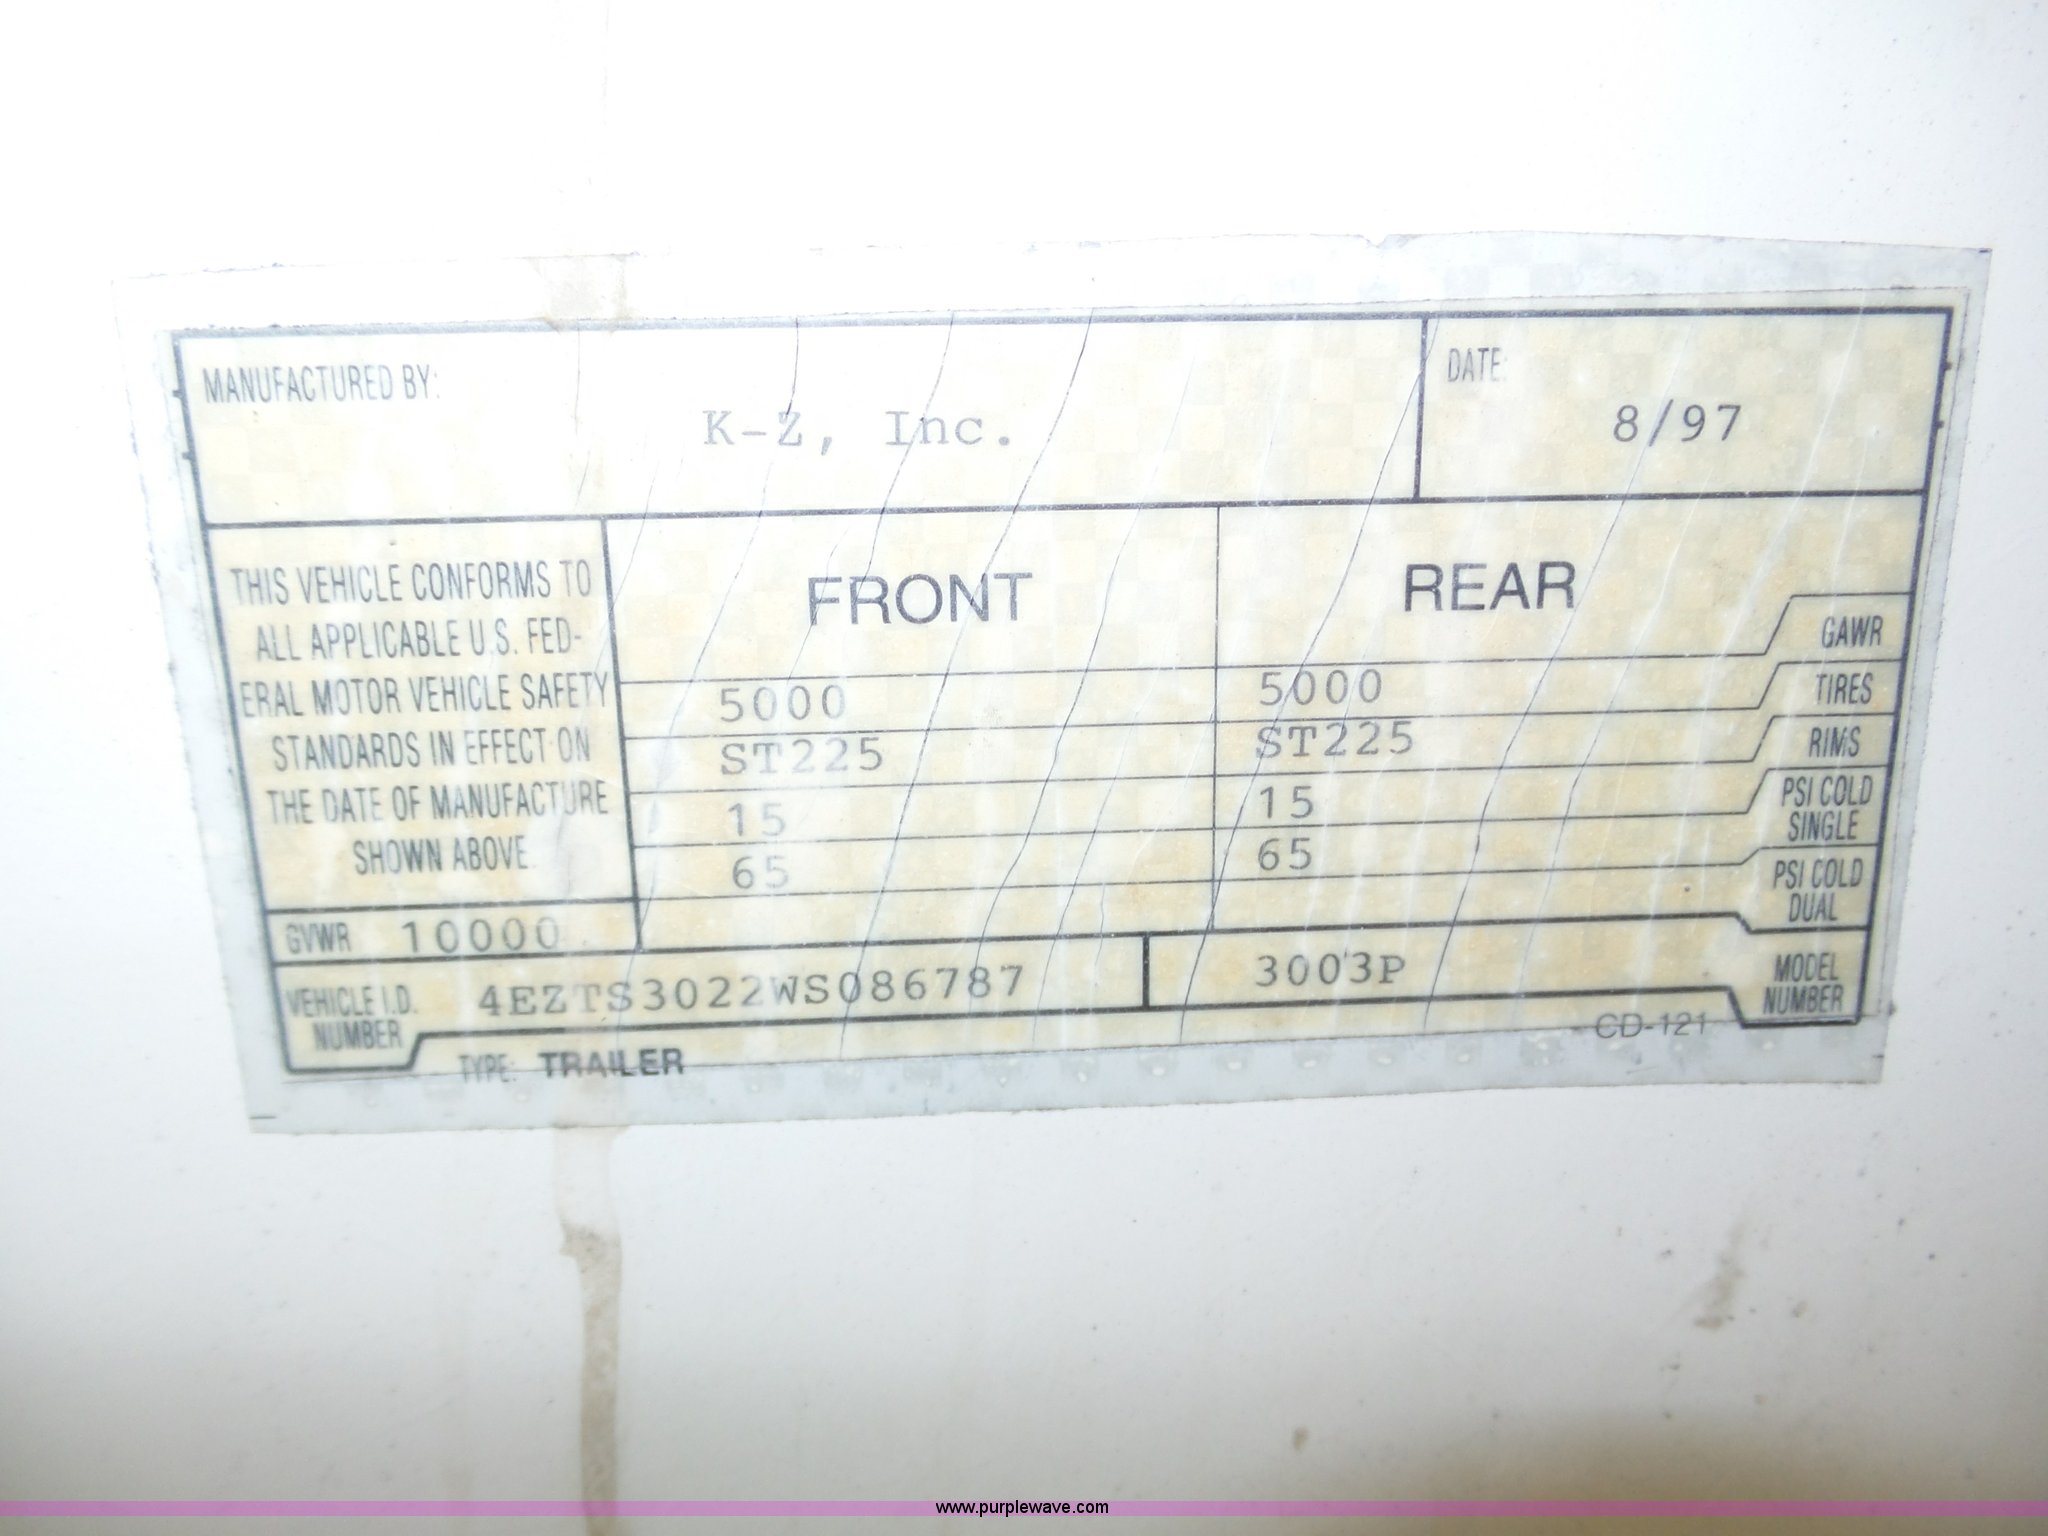 MANUFACTURED BY:
K-Z, Inc.
DATE:
8/97
THIS VEHICLE CONFORMS TO
ALL APPLICABLE U.S. FED-
ERAL MOTOR VEHICLE SAFETY
STANDARDS IN EFFECT ON
THE DATE OF MANUFACTURE
SHOWN ABOVE.
FRONT
REAR
GAWR
5000
5000
TIRES
ST225
ST225
RIMS
15
15
PSI COLD
SINGLE
65
65
PSI COLD
DUAL
GVWR 10000
VEHICLE I.D.
NUMBER
4EZTS3022WS086787
3003P
MODEL
NUMBER
CD-121
TYPE: TRAILER
www.purplewave.com